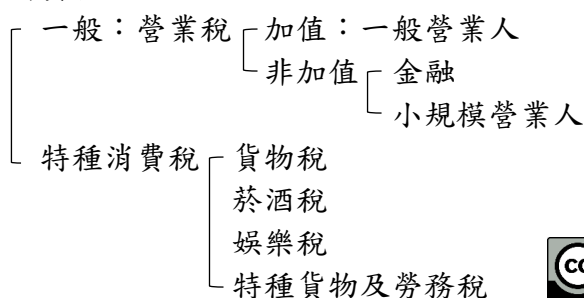 一般：營業稅 加值：一般營業人
非加值 金融
小規模營業人
特種消費稅 貨物稅
菸酒稅
娛樂稅
特種貨物及勞務稅
cc